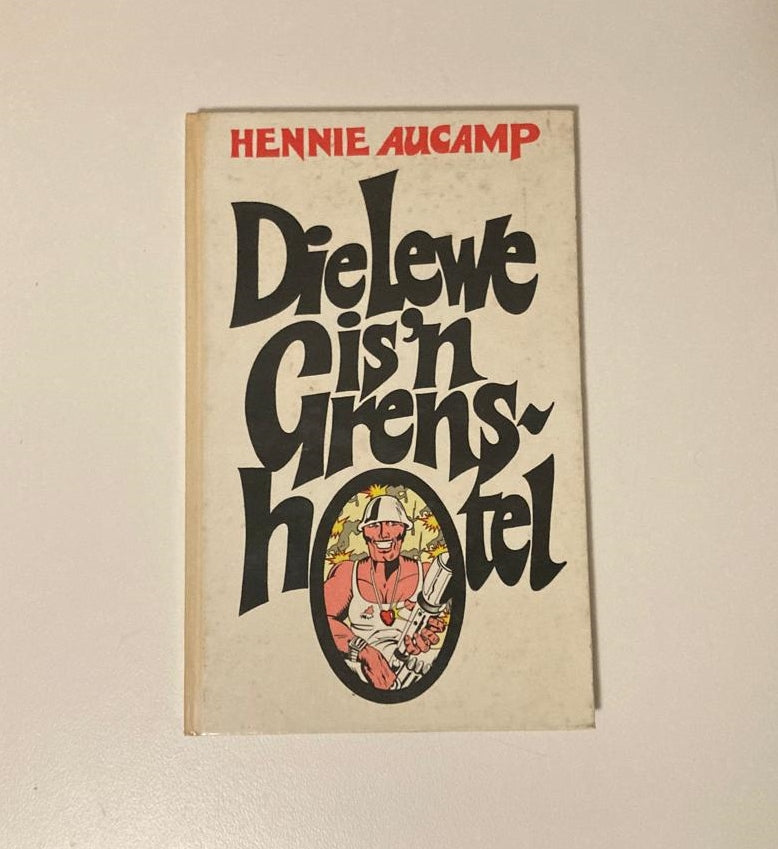 HENNIE AUCAMP
Die Lewe
is 'n
Grens-
hotel